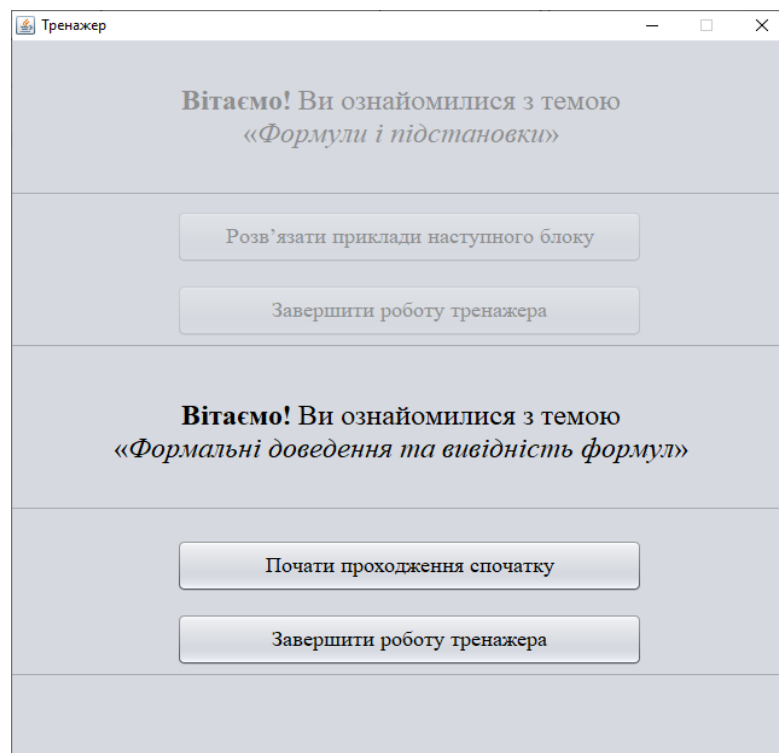 Тренажер
Вітаємо! Ви ознайомилися з темою
«Формули і підстановки»
Розв’язати приклади наступного блоку
Завершити роботу тренажера
Вітаємо! Ви ознайомилися з темою
«Формальні доведення та вивідність формул»
Почати проходження спочатку
Завершити роботу тренажера